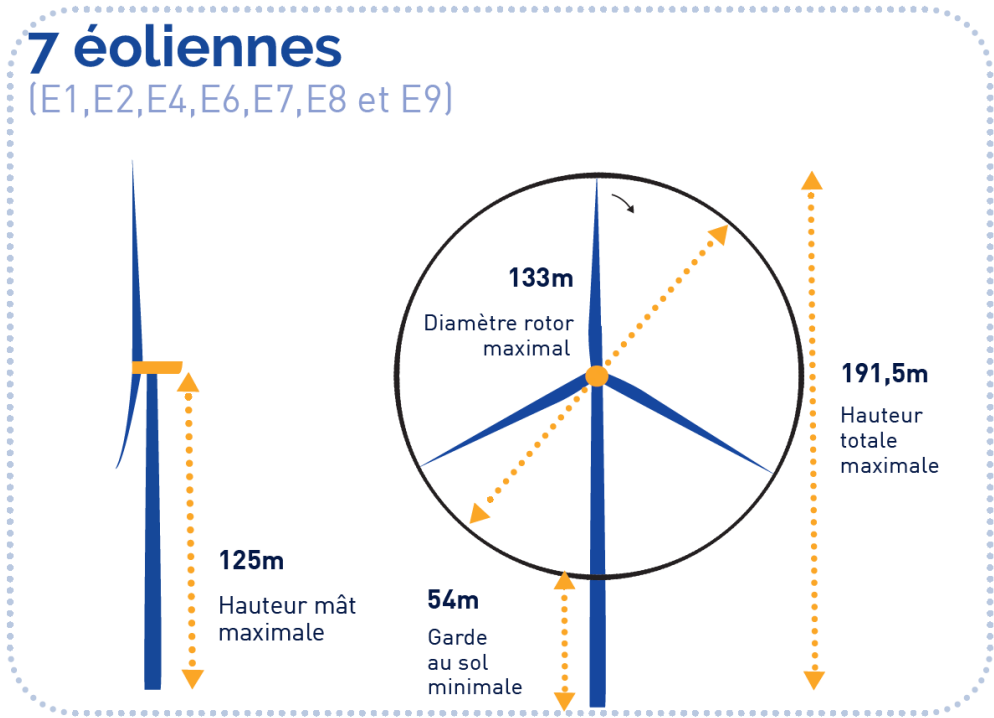 7 éoliennes
(E1,E2,E4,E6,E7,E8 et E9)
133m
Diamètre rotor
maximal
191,5m
Hauteur
totale
maximale
125m
Hauteur mât
maximale
54m
Garde
au sol
minimale